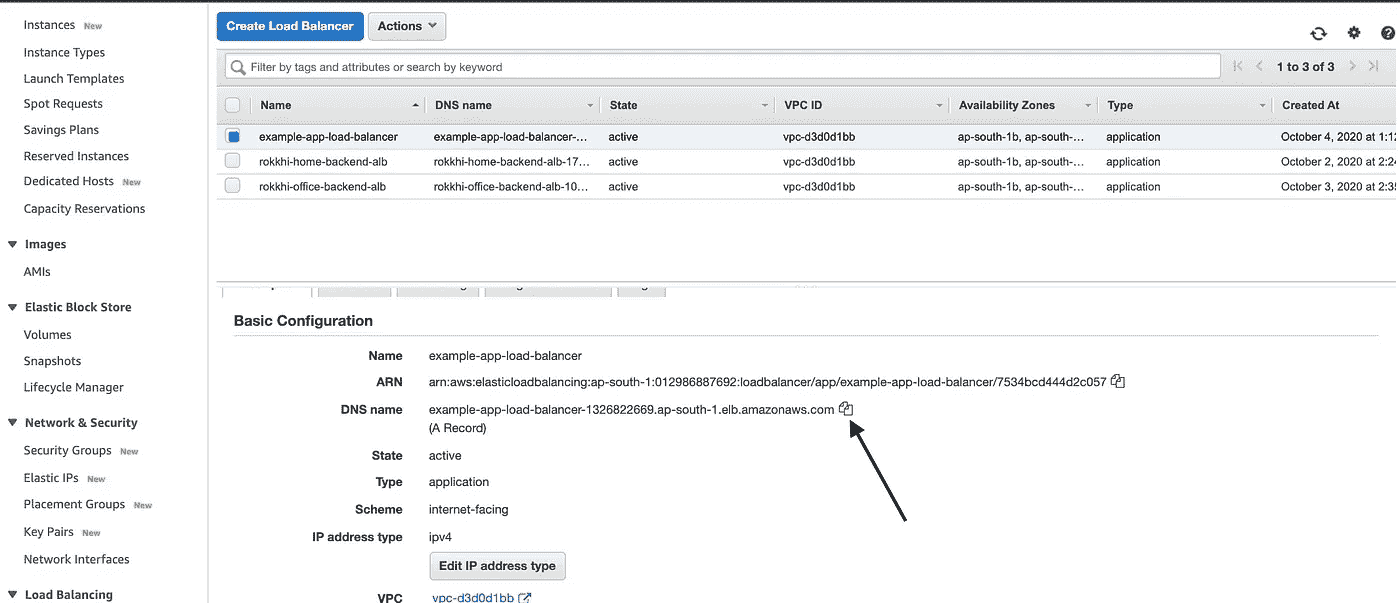 Instances New
Instance Types
Launch Templates
Spot Requests
Savings Plans
Reserved Instances
Dedicated Hosts New
Capacity Reservations
Images
AMIs
Elastic Block Store
Volumes
Snapshots
Lifecycle Manager
Network & Security
Security Groups New
Elastic IPs New
Placement Groups New
Key Pairs New
Network Interfaces
Load Balancing
Create Load Balancer Actions
Filter by tags and attributes or search by keyword 1 to 3 of 3
Name DNS name State VPC ID Availability Zones Type Created At
example-app-load-balancer example-app-load-balancer-... active vpc-d3d0d1bb ap-south-1b, ap-south-... application October 4, 2020 at 1:12
rokkhi-home-backend-alb rokkhi-home-backend-alb-17... active vpc-d3d0d1bb ap-south-1b, ap-south-... application October 2, 2020 at 2:24
rokkhi-office-backend-alb rokkhi-office-backend-alb-10... active vpc-d3d0d1bb ap-south-1b, ap-south-... application October 3, 2020 at 2:35
Basic Configuration
Name example-app-load-balancer
ARN arn:aws:elasticloadbalancing:ap-south-1:012986887692:loadbalancer/app/example-app-load-balancer/7534bcd444d2c057
DNS name example-app-load-balancer-1326822669.ap-south-1.elb.amazonaws.com
(A Record)
State active
Type application
Scheme internet-facing
IP address type ipv4
Edit IP address type
VPC vpc-d3d0d1bb